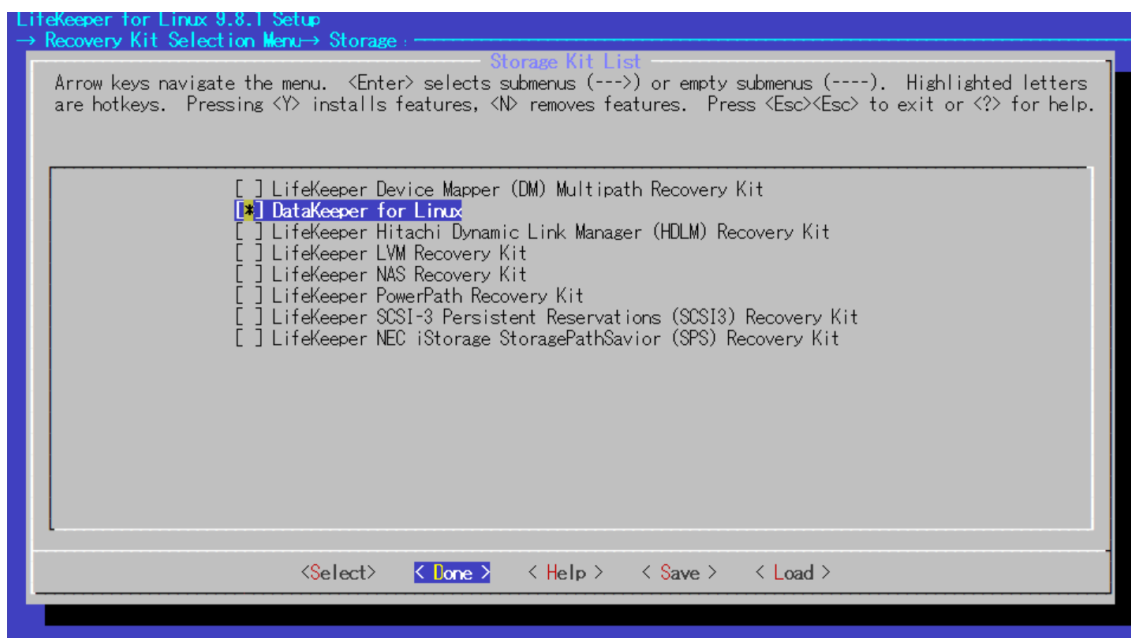 LifeKeeper for Linux 9.8.1 Setup
→ Recovery Kit Selection Menu→ Storage
Storage Kit List
Arrow keys navigate the menu. <Enter> selects submenus (--->) or empty submenus (----). Highlighted letters
are hotkeys. Pressing <Y> installs features, <N> removes features. Press <Esc><Esc> to exit or <?> for help.
[ ] LifeKeeper Device Mapper (DM) Multipath Recovery Kit
[*] DataKeeper for Linux
[ ] LifeKeeper Hitachi Dynamic Link Manager (HDLM) Recovery Kit
[ ] LifeKeeper LVM Recovery Kit
[ ] LifeKeeper NAS Recovery Kit
[ ] LifeKeeper PowerPath Recovery Kit
[ ] LifeKeeper SCSI-3 Persistent Reservations (SCSI3) Recovery Kit
[ ] LifeKeeper NEC iStorage StoragePathSavior (SPS) Recovery Kit
<Select> < Done > < Help > < Save > < Load >